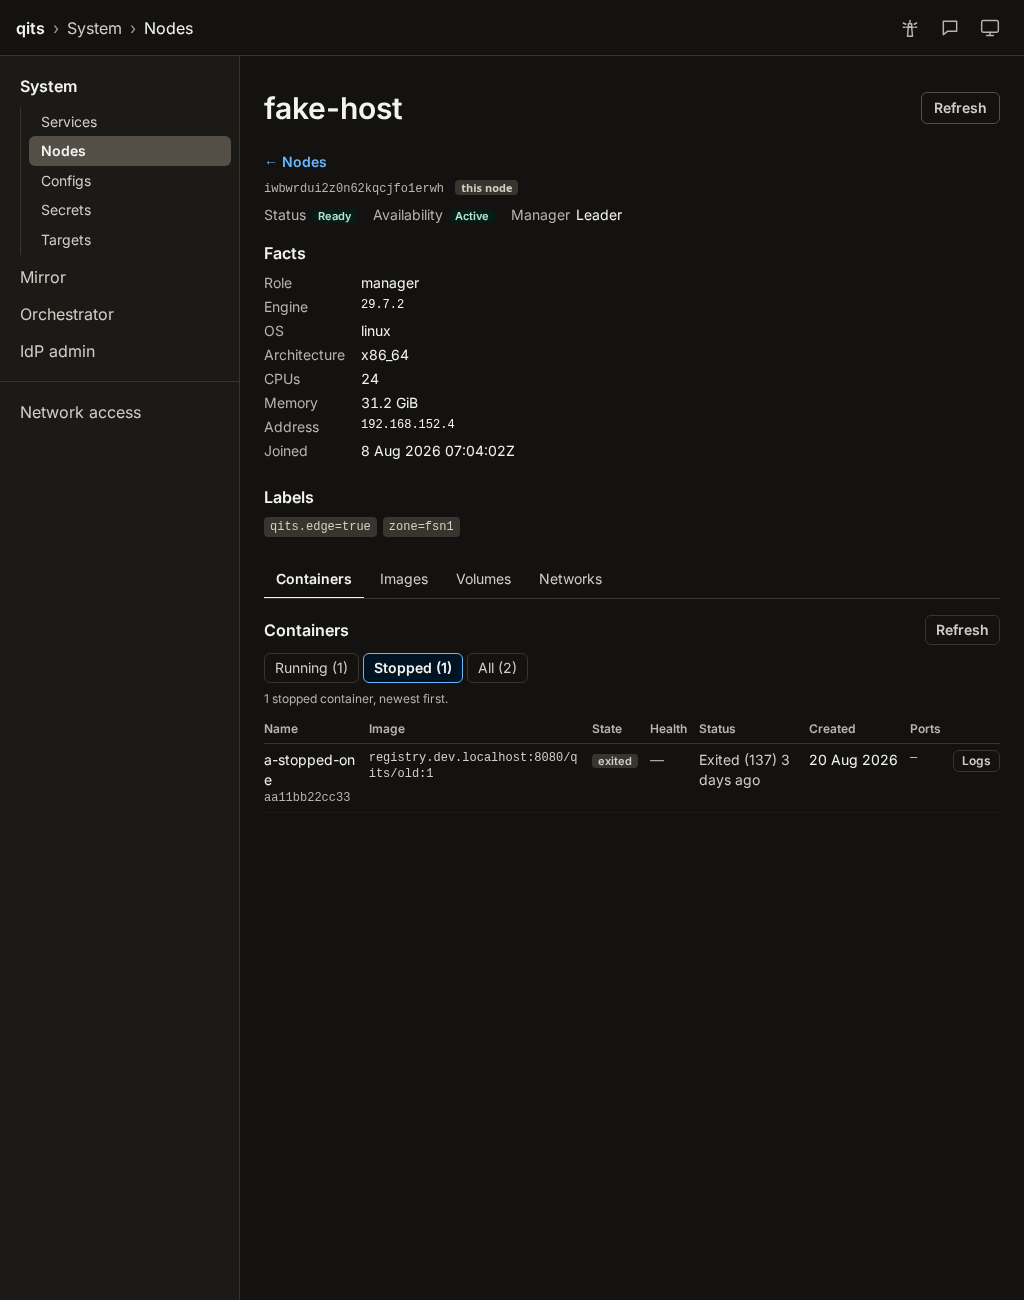 qits › System › Nodes
System
Services
Nodes
Configs
Secrets
Targets
Mirror
Orchestrator
IdP admin
Network access
fake-host
Refresh
← Nodes
iwbwrdui2z0n62kqcjfo1erwh this node
Status Ready Availability Active Manager Leader
Facts
Role manager
Engine 29.7.2
OS linux
Architecture x86_64
CPUs 24
Memory 31.2 GiB
Address 192.168.152.4
Joined 8 Aug 2026 07:04:02Z
Labels
qits.edge=true zone=fsn1
Containers Images Volumes Networks
Containers
Refresh
Running (1) Stopped (1) All (2)
1 stopped container, newest first.
Name Image State Health Status Created Ports
a-stopped-on registry.dev.localhost:8080/q exited — Exited (137) 3 20 Aug 2026 – Logs
e its/old:1 days ago
aa11bb22cc33